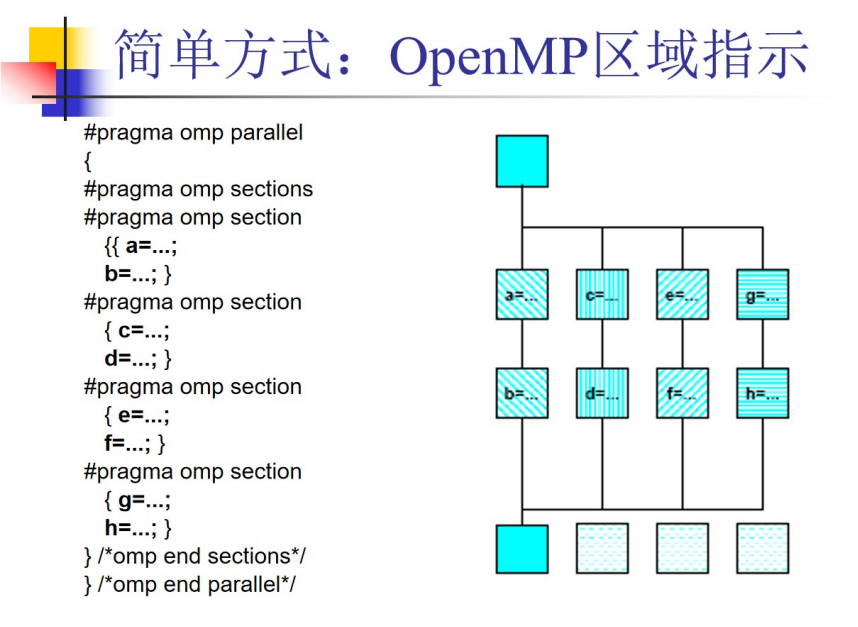 简单方式：OpenMP区域指示
#pragma omp parallel
{
#pragma omp sections
#pragma omp section
{{ a=...;
b=...; }
#pragma omp section
{ c=...;
d=...; }
#pragma omp section
{ e=...;
f=...; }
#pragma omp section
{ g=...;
h=...; }
} /*omp end sections*/
} /*omp end parallel*/
a=... c=... e=... g=...
b=... d=... f=... h=...